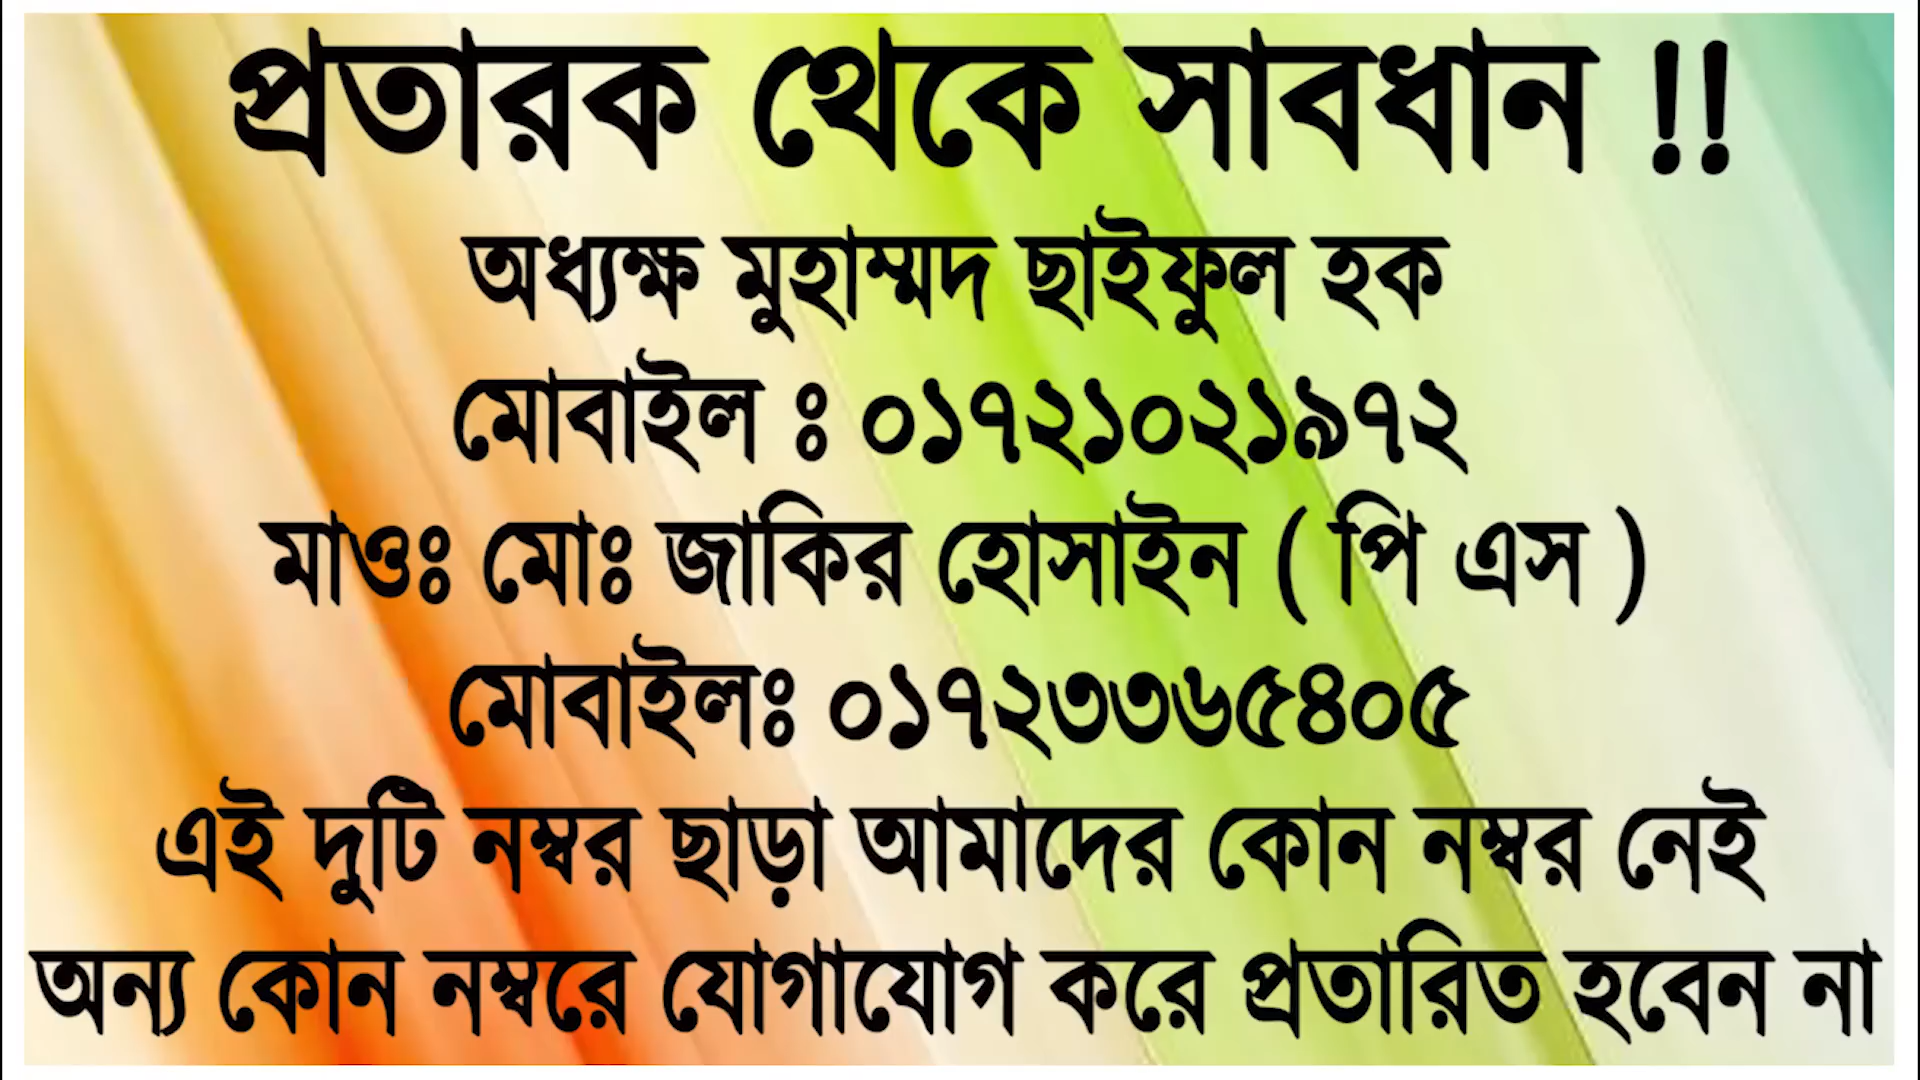 প্রতারক থেকে সাবধান !!
অধ্যক্ষ মুহাম্মদ ছাইফুল হক
মোবাইল ঃ ০১৭২১০২১৯৭২
মাওঃ মোঃ জাকির হোসাইন ( পি এস )
মোবাইলঃ ০১৭২৩৩৬৫৪০৫
এই দুটি নম্বর ছাড়া আমাদের কোন নম্বর নেই
অন্য কোন নম্বরে যোগাযোগ করে প্রতারিত হবেন না